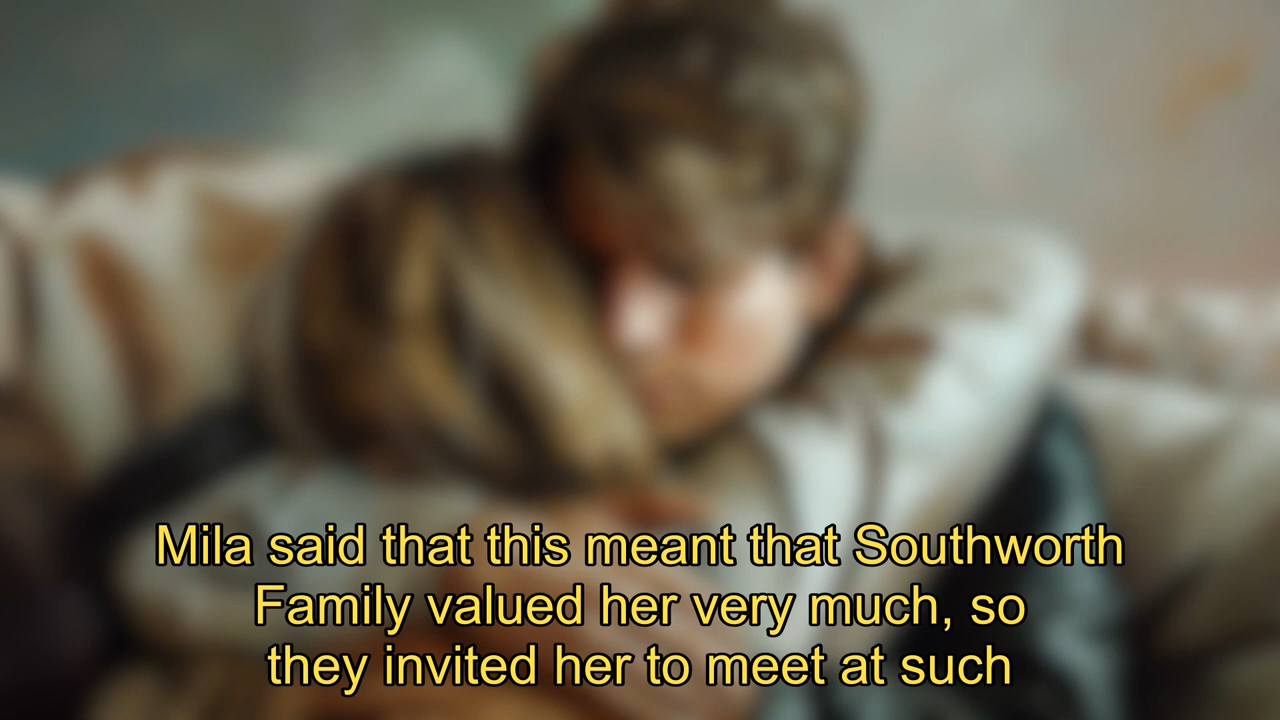 Mila said that this meant that Southworth
Family valued her very much, so
they invited her to meet at such